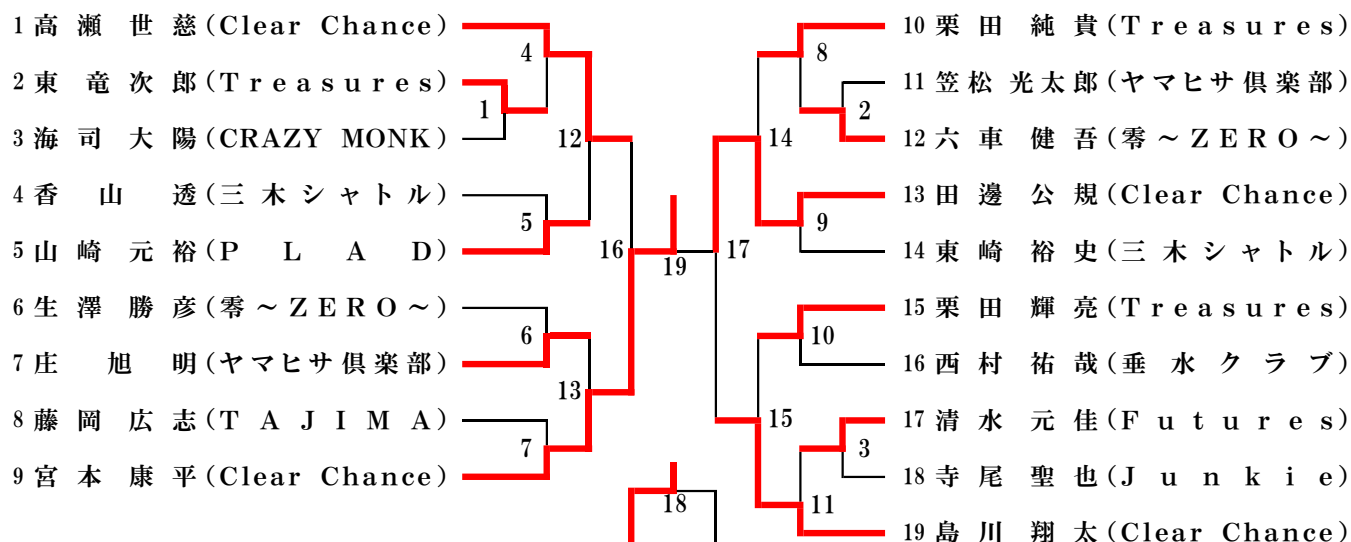 1 高瀬世慈(Clear Chance)
2 東竜次郎(Treasures)
3 海司大陽(CRAZY MONK)
4 香山透(三木シャトル)
5 山崎元裕(PLAD)
6 生澤勝彦(零～ZERO～)
7 庄旭明(ヤマヒサ倶楽部)
8 藤岡広志(TAJIMA)
9 宮本康平(Clear Chance)
4
1
12
5
16
6
13
7
19
18
8
2
14
9
17
10
15
3
11
10 栗田純貴(Treasures)
11 笠松光太郎(ヤマヒサ倶楽部)
12 六車健吾(零～ZERO～)
13 田邊公規(Clear Chance)
14 東崎裕史(三木シャトル)
15 栗田輝亮(Treasures)
16 西村祐哉(垂水クラブ)
17 清水元佳(Futures)
18 寺尾聖也(Junkie)
19 島川翔太(Clear Chance)